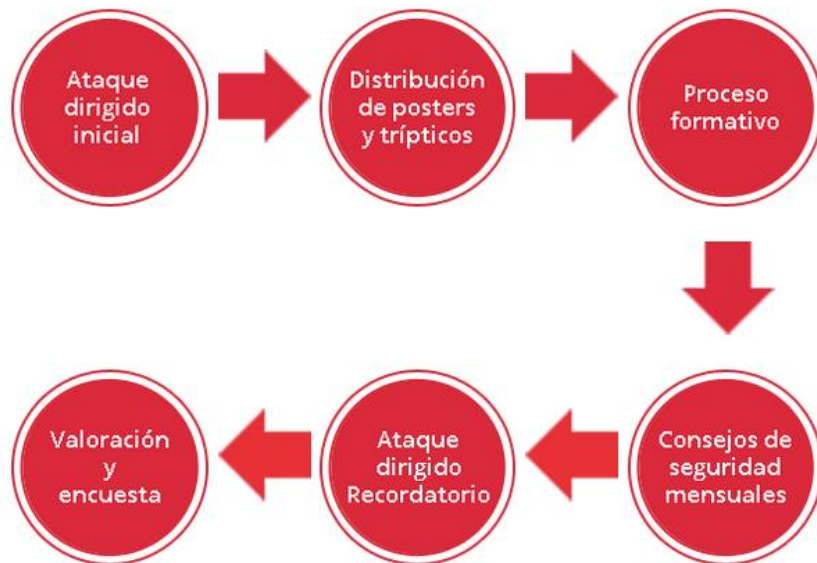 Ataque
dirigido
inicial
Distribución
de posters
y trípticos
Proceso
formativo
Consejos de
seguridad
mensuales
Ataque
dirigido
Recordatorio
Valoración
y
encuesta